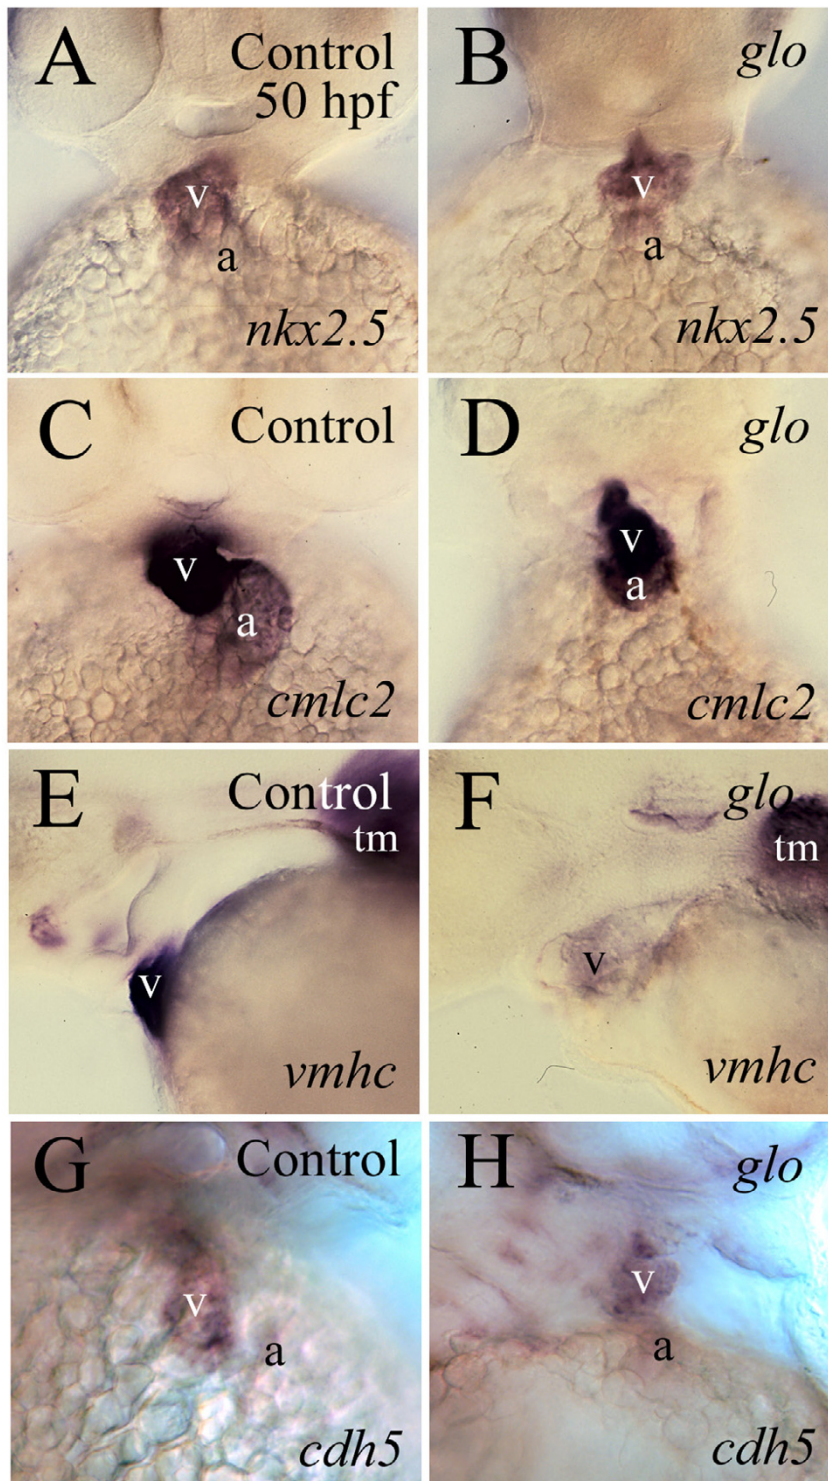 A
Control
50 hpf
v
a
nkx2.5
B
glo
v
a
nkx2.5
C
Control
v
a
cmlc2
D
glo
v
a
cmlc2
E
Control
tm
v
vmhc
F
glo
tm
v
vmhc
G
Control
v
a
cdh5
H
glo
v
a
cdh5